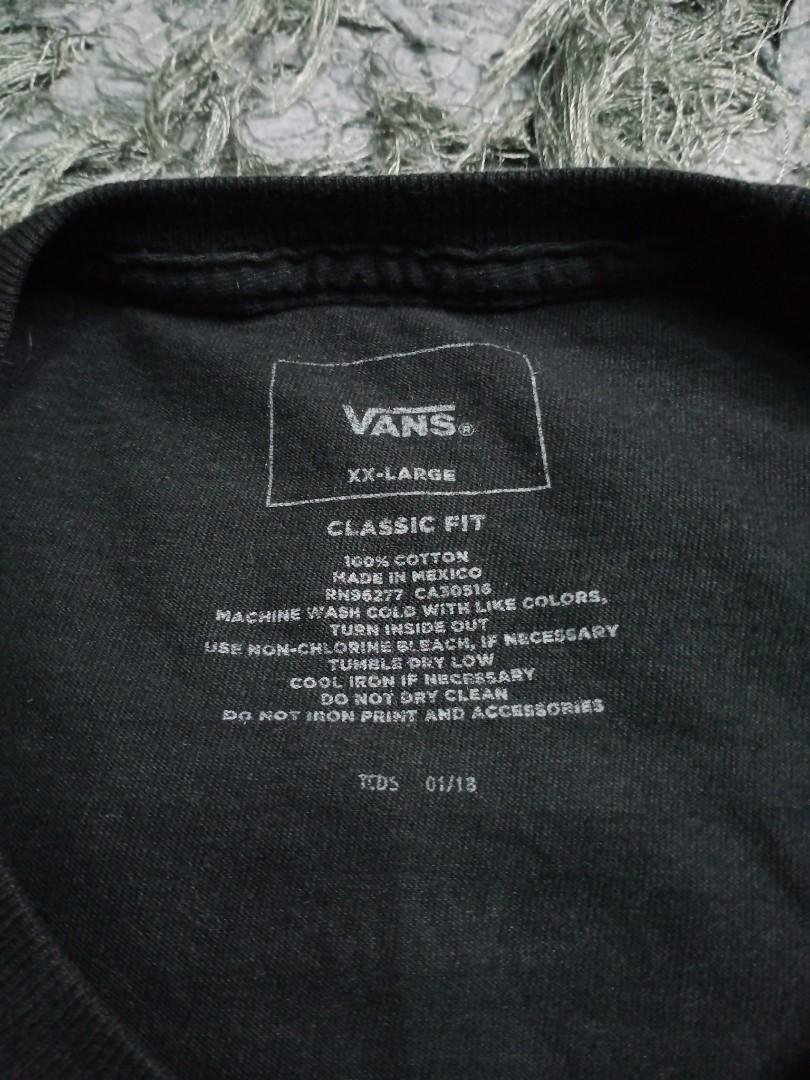 VANS®
XX-LARGE
CLASSIC FIT
100% COTTON
MADE IN MEXICO
RN96277 CA30516
MACHINE WASH COLD WITH LIKE COLORS,
TURN INSIDE OUT
USE NON-CHLORINE BLEACH, IF NECESSARY
TUMBLE DRY LOW
COOL IRON IF NECESSARY
DO NOT DRY CLEAN
DO NOT IRON PRINT AND ACCESSORIES
TCDS 01/18